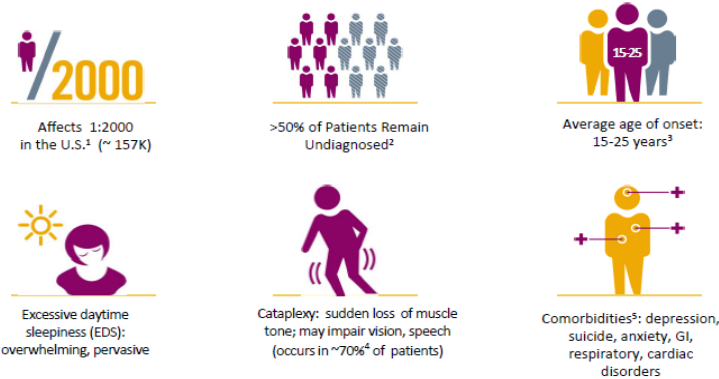 /2000
Affects 1:2000
in the U.S.¹ (~ 157K)
>50% of Patients Remain
Undiagnosed²
15-25
Average age of onset:
15-25 years³
Excessive daytime
sleepiness (EDS):
overwhelming, pervasive
Cataplexy: sudden loss of muscle
tone; may impair vision, speech
(occurs in ~70%⁴ of patients)
Comorbidities⁵: depression,
suicide, anxiety, GI,
respiratory, cardiac
disorders